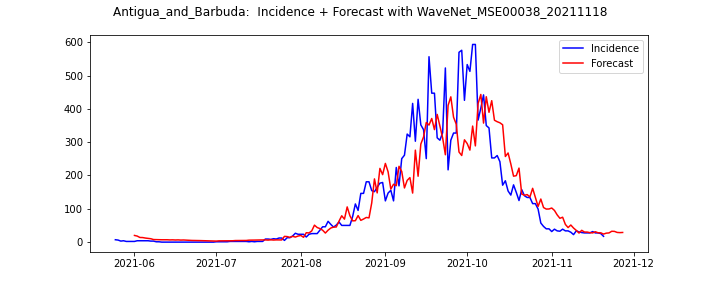 Antigua_and_Barbuda:  Incidence + Forecast with WaveNet_MSE00038_20211118
Incidence
Forecast
600
500
400
300
200
100
0
2021-06 2021-07 2021-08 2021-09 2021-10 2021-11 2021-12